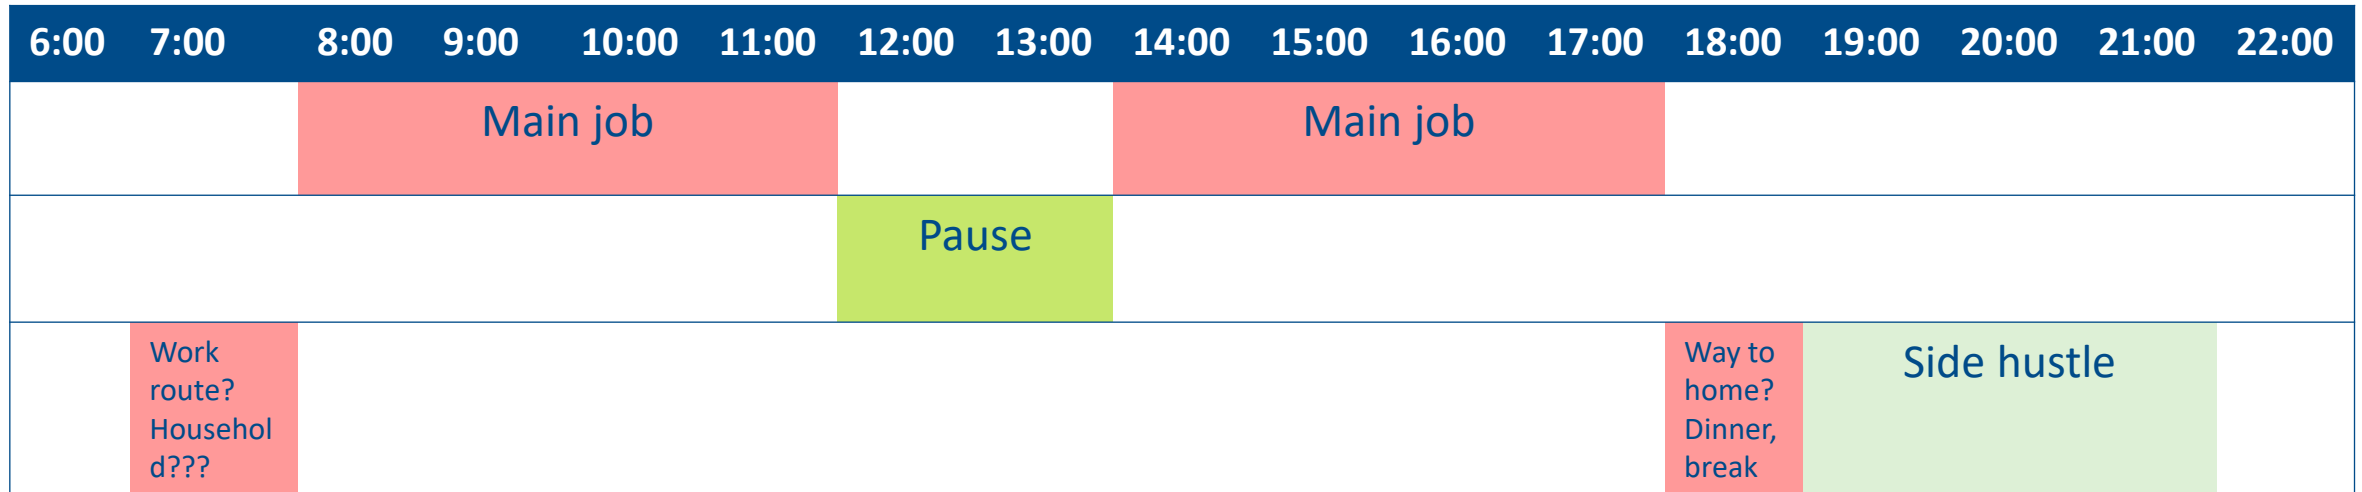 6:00 7:00 8:00 9:00 10:00 11:00 12:00 13:00 14:00 15:00 16:00 17:00 18:00 19:00 20:00 21:00 22:00
Main job Main job
Pause
Work
route?
Househol
d???
Way to
home?
Dinner,
break
Side hustle